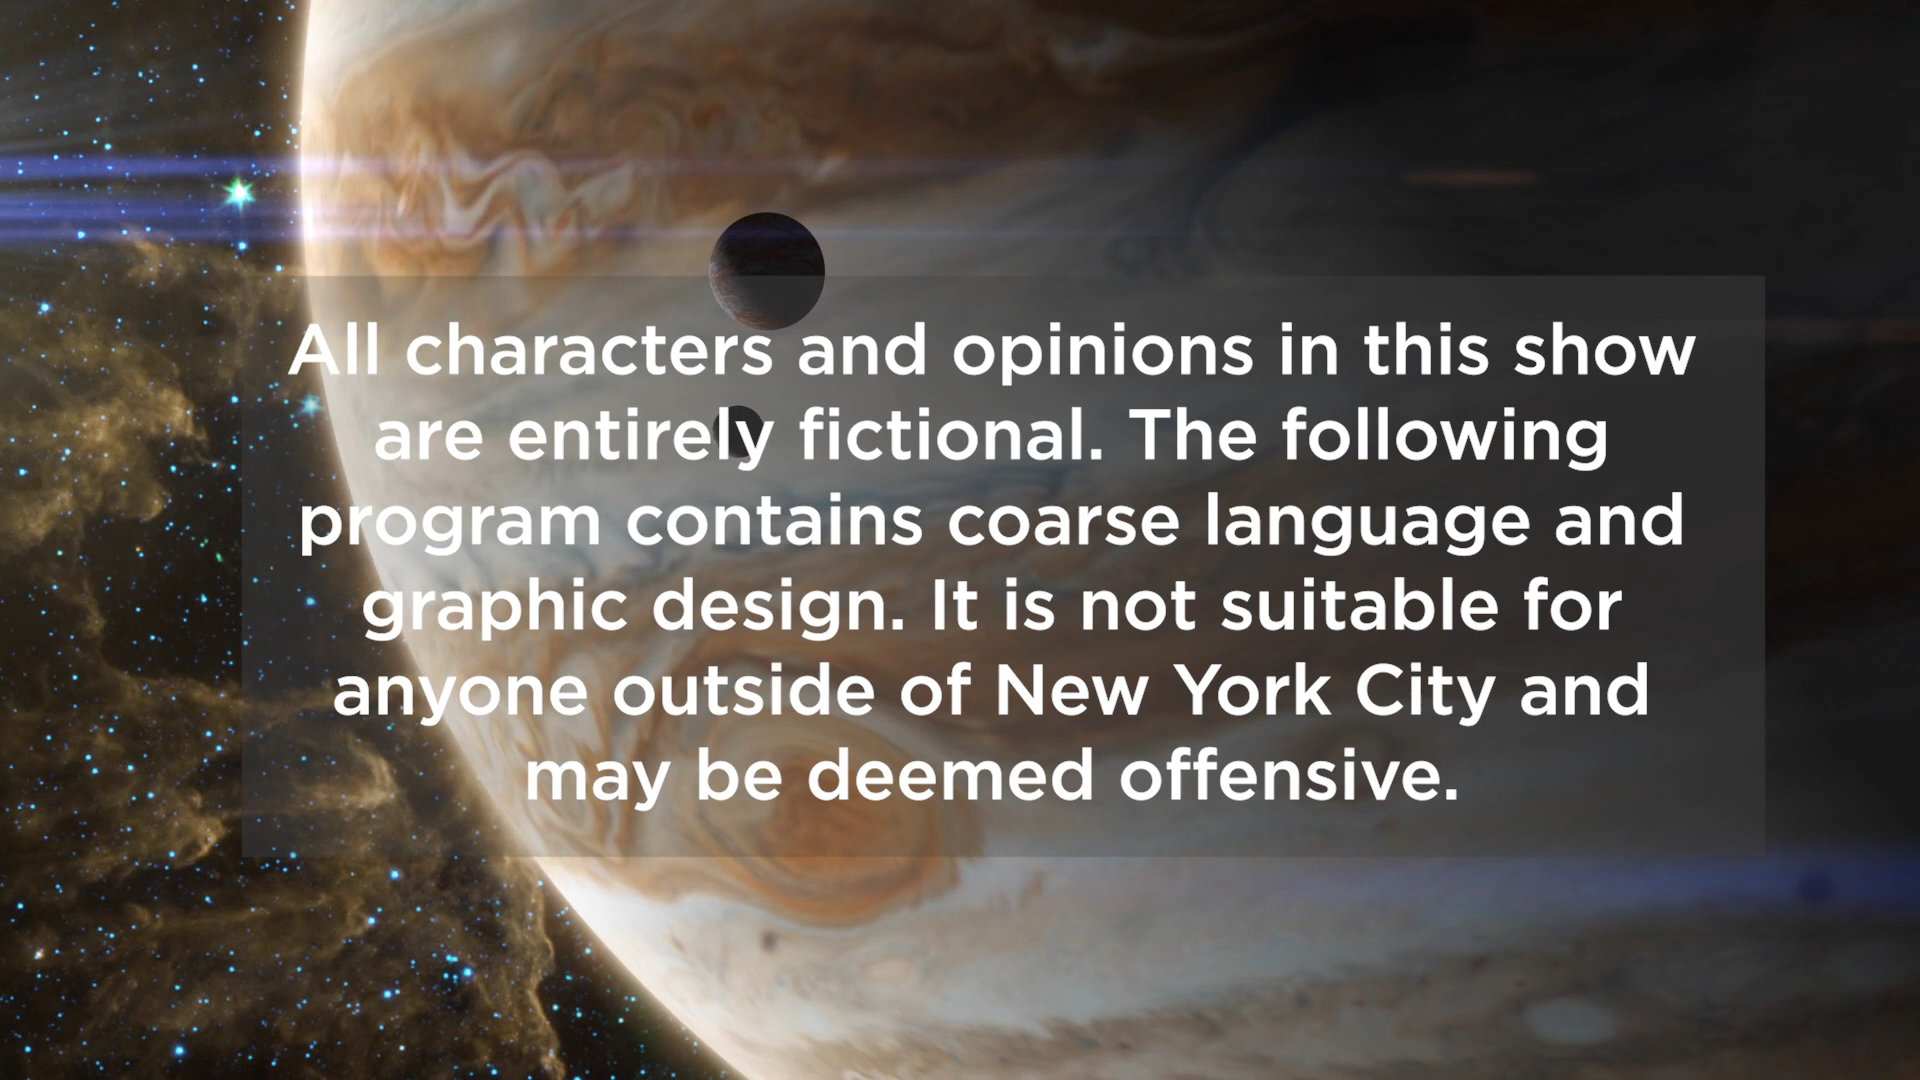 All characters and opinions in this show
are entirely fictional. The following
program contains coarse language and
graphic design. It is not suitable for
anyone outside of New York City and
may be deemed offensive.